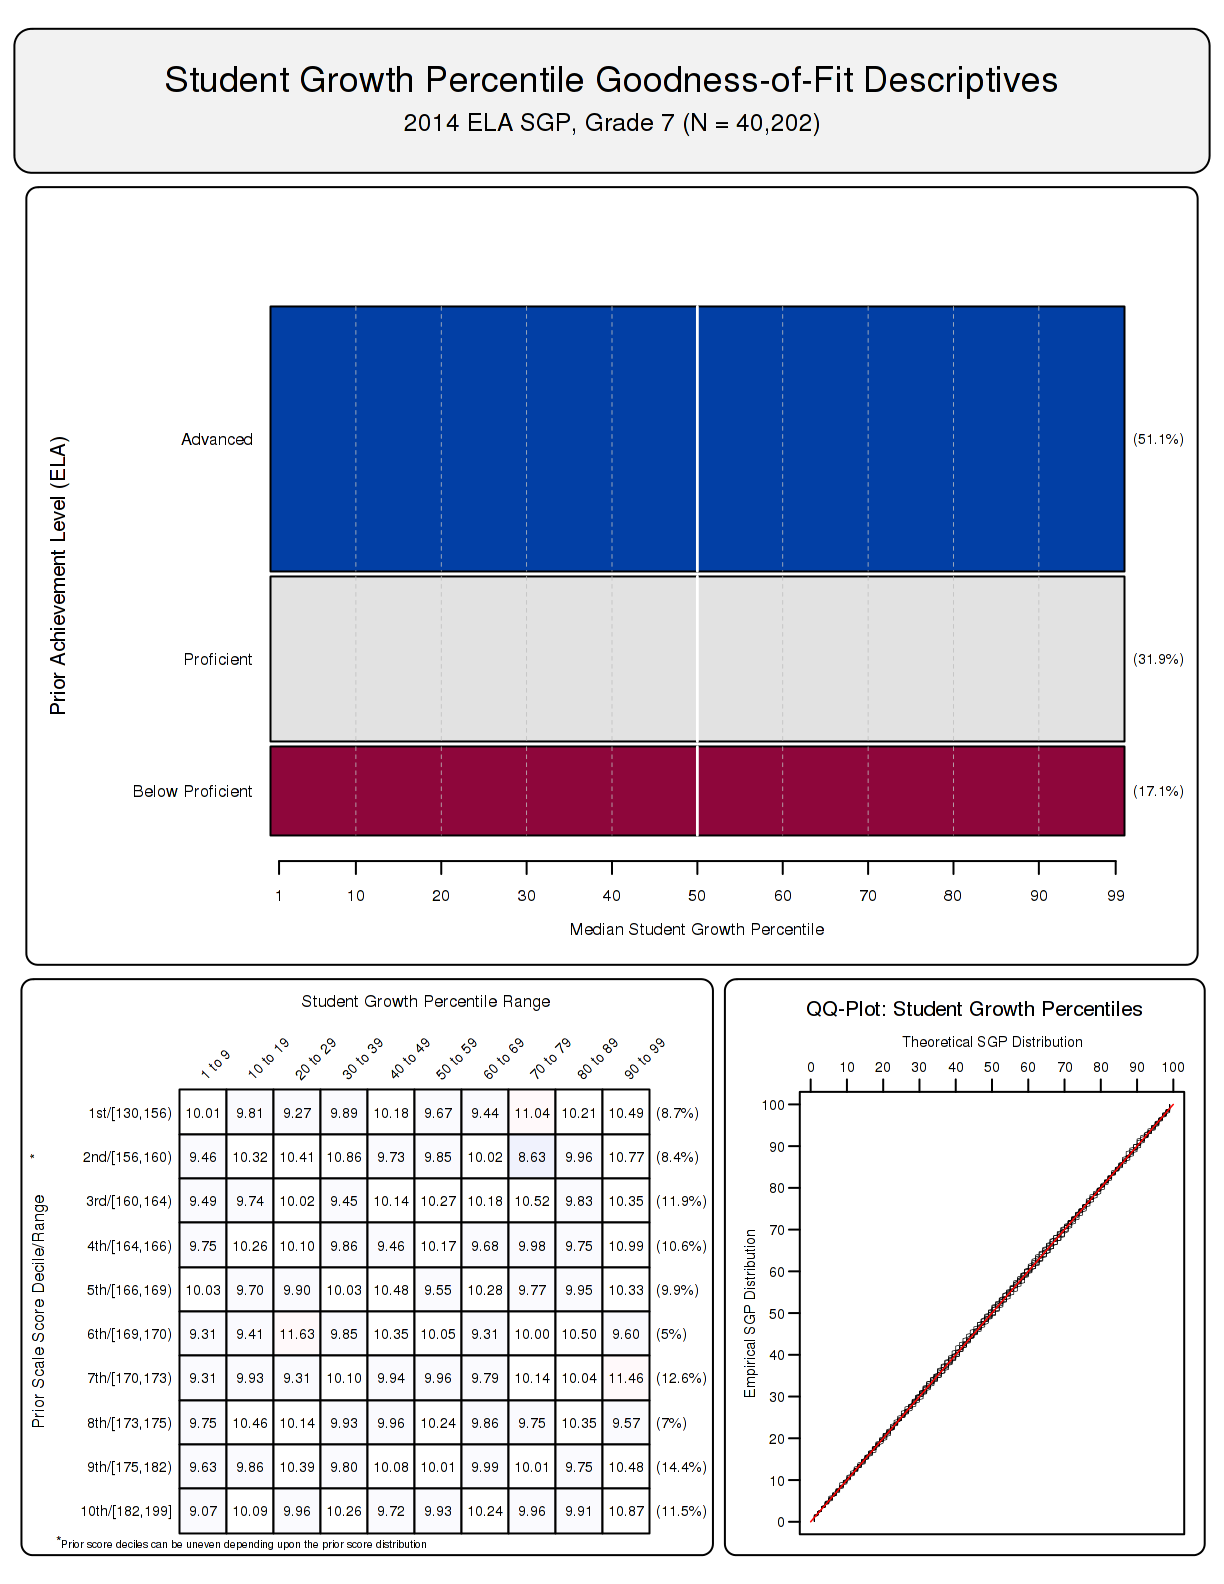 Student Growth Percentile Goodness-of-Fit Descriptives
2014 ELA SGP, Grade 7 (N = 40,202)
Prior Achievement Level (ELA)
Advanced (51.1%)
Proficient (31.9%)
Below Proficient (17.1%)
1 10 20 30 40 50 60 70 80 90 99
Median Student Growth Percentile
Student Growth Percentile Range
1 to 9 10 to 19 20 to 29 30 to 39 40 to 49 50 to 59 60 to 69 70 to 79 80 to 89 90 to 99
* Prior Scale Score Decile/Range
1st/[130,156) 10.01 9.81 9.27 9.89 10.18 9.67 9.44 11.04 10.21 10.49 (8.7%)
2nd/[156,160) 9.46 10.32 10.41 10.86 9.73 9.85 10.02 8.63 9.96 10.77 (8.4%)
3rd/[160,164) 9.49 9.74 10.02 9.45 10.14 10.27 10.18 10.52 9.83 10.35 (11.9%)
4th/[164,166) 9.75 10.26 10.10 9.86 9.46 10.17 9.68 9.98 9.75 10.99 (10.6%)
5th/[166,169) 10.03 9.70 9.90 10.03 10.48 9.55 10.28 9.77 9.95 10.33 (9.9%)
6th/[169,170) 9.31 9.41 11.63 9.85 10.35 10.05 9.31 10.00 10.50 9.60 (5%)
7th/[170,173) 9.31 9.93 9.31 10.10 9.94 9.96 9.79 10.14 10.04 11.46 (12.6%)
8th/[173,175) 9.75 10.46 10.14 9.93 9.96 10.24 9.86 9.75 10.35 9.57 (7%)
9th/[175,182) 9.63 9.86 10.39 9.80 10.08 10.01 9.99 10.01 9.75 10.48 (14.4%)
10th/[182,199] 9.07 10.09 9.96 10.26 9.72 9.93 10.24 9.96 9.91 10.87 (11.5%)
*Prior score deciles can be uneven depending upon the prior score distribution
QQ-Plot: Student Growth Percentiles
Theoretical SGP Distribution
0 10 20 30 40 50 60 70 80 90 100
Empirical SGP Distribution
100
90
80
70
60
50
40
30
20
10
0